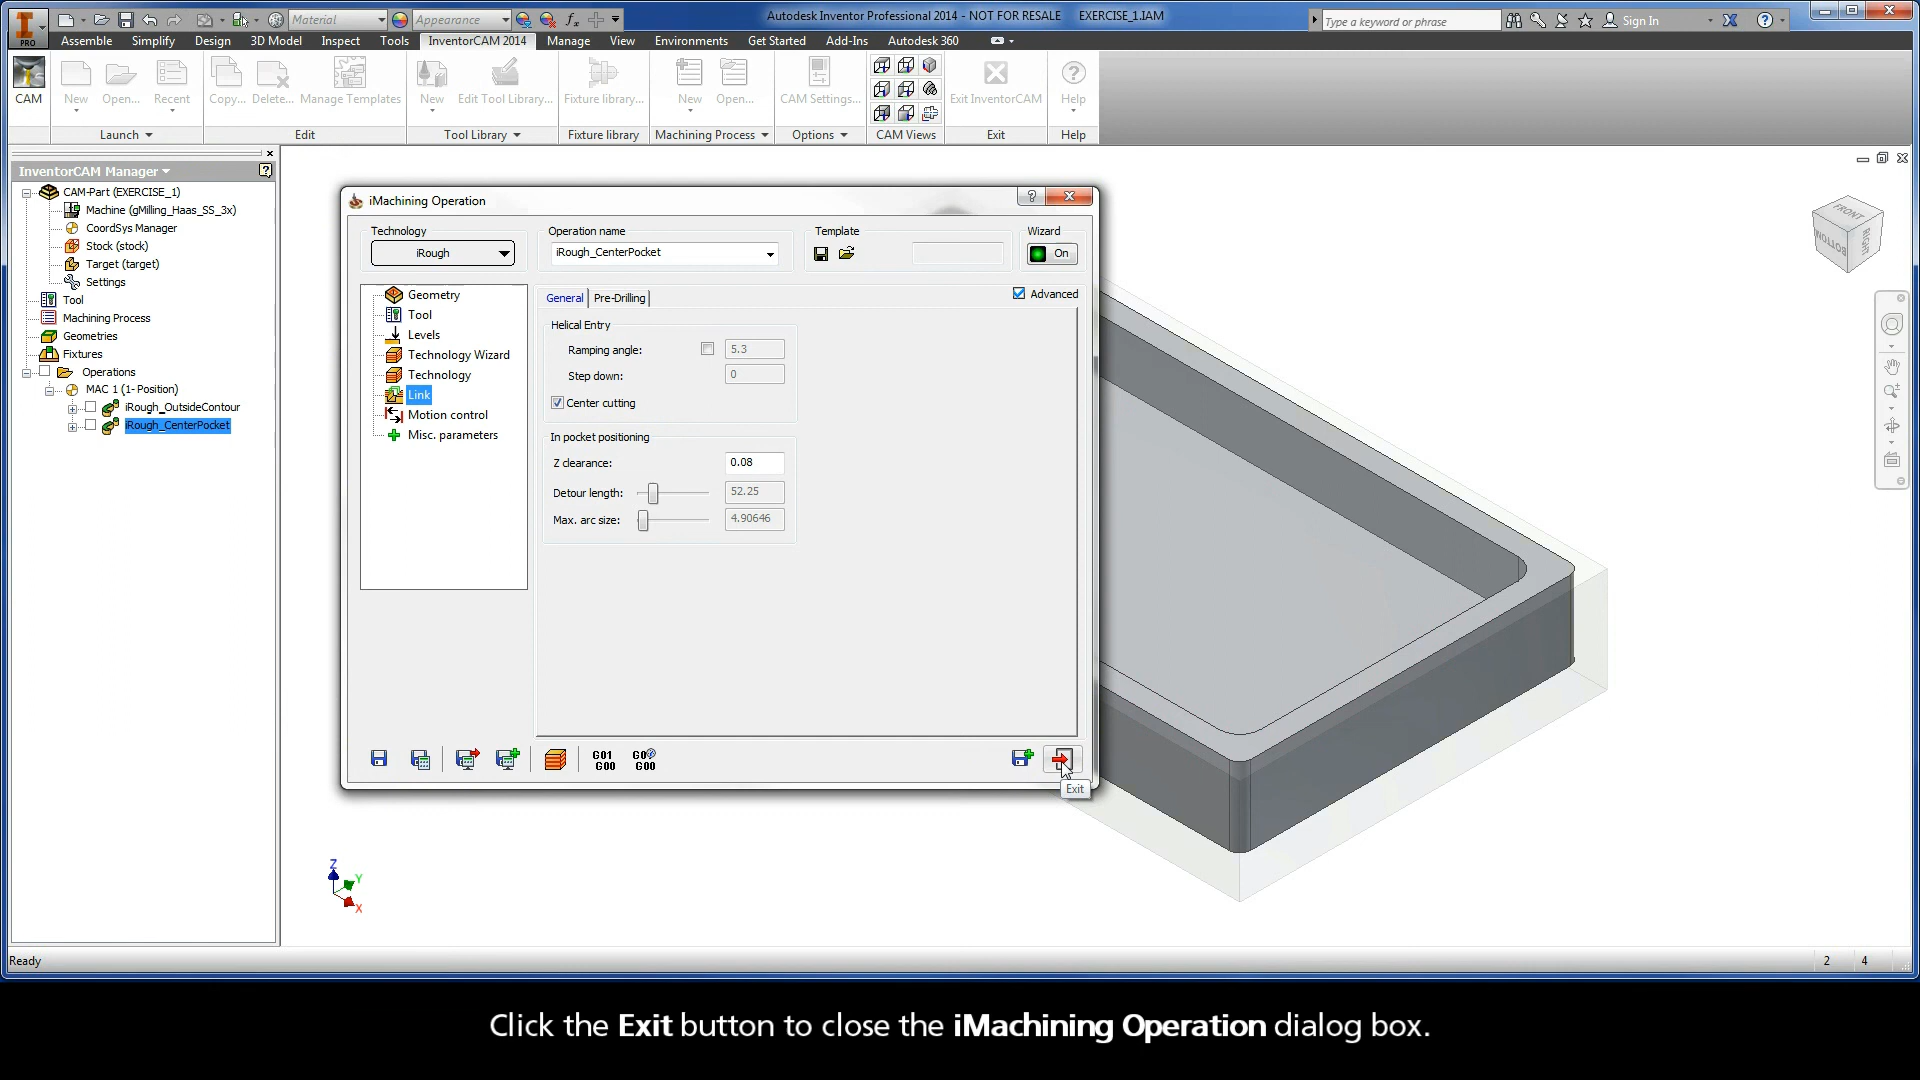 Autodesk Inventor Professional 2014 - NOT FOR RESALE EXERCISE_1.IAM
Material
Appearance
Type a keyword or phrase
Sign In
PRO
Assemble Simplify Design 3D Model Inspect Tools InventorCAM 2014 Manage View Environments Get Started Add-Ins Autodesk 360
CAM New Open... Recent Copy... Delete... Manage Templates New Edit Tool Library... Fixture library... New Open... CAM Settings... Exit InventorCAM Help
Launch Edit Tool Library Fixture library Machining Process Options CAM Views Exit Help
InventorCAM Manager
CAM-Part (EXERCISE_1)
Machine (gMilling_Haas_SS_3x)
CoordSys Manager
Stock (stock)
Target (target)
Settings
Tool
Machining Process
Geometries
Fixtures
Operations
MAC 1 (1- Position)
iRough_OutsideContour
iRough_CenterPocket
iMachining Operation
Technology
iRough
Operation name
iRough_CenterPocket
Template
Wizard
On
Geometry
Tool
Levels
Technology Wizard
Technology
Link
Motion control
Misc. parameters
General Pre-Drilling
Advanced
Helical Entry
Ramping angle: 5.3
Step down: 0
Center cutting
In pocket positioning
Z clearance: 0.08
Detour length: 52.25
Max. arc size: 4.90646
G01
G00
G0
G00
Exit
FRONT
BOTTOM
RIGHT
Z
Y
X
Ready
2 4
Click the Exit button to close the iMachining Operation dialog box.